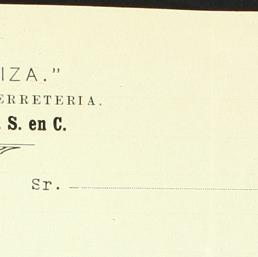 IZA."
ERRETERIA.
. S. en C.
Sr.